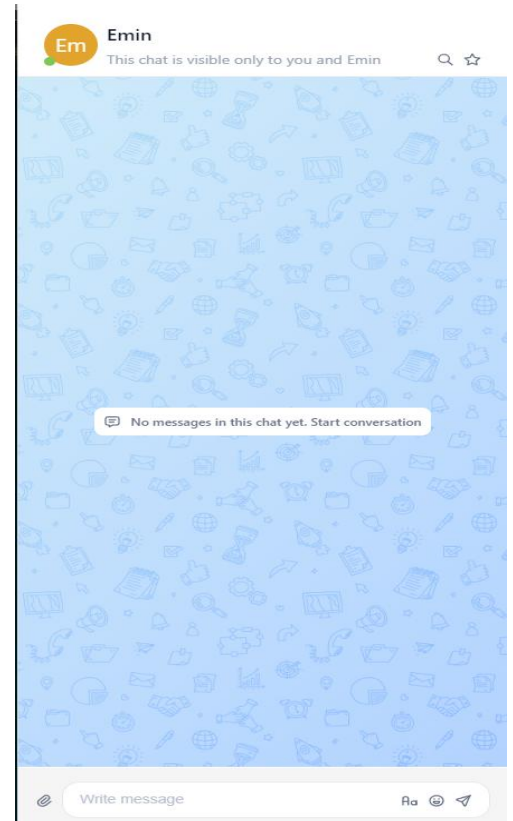 Em
Emin
This chat is visible only to you and Emin
No messages in this chat yet. Start conversation
Write message
Aa